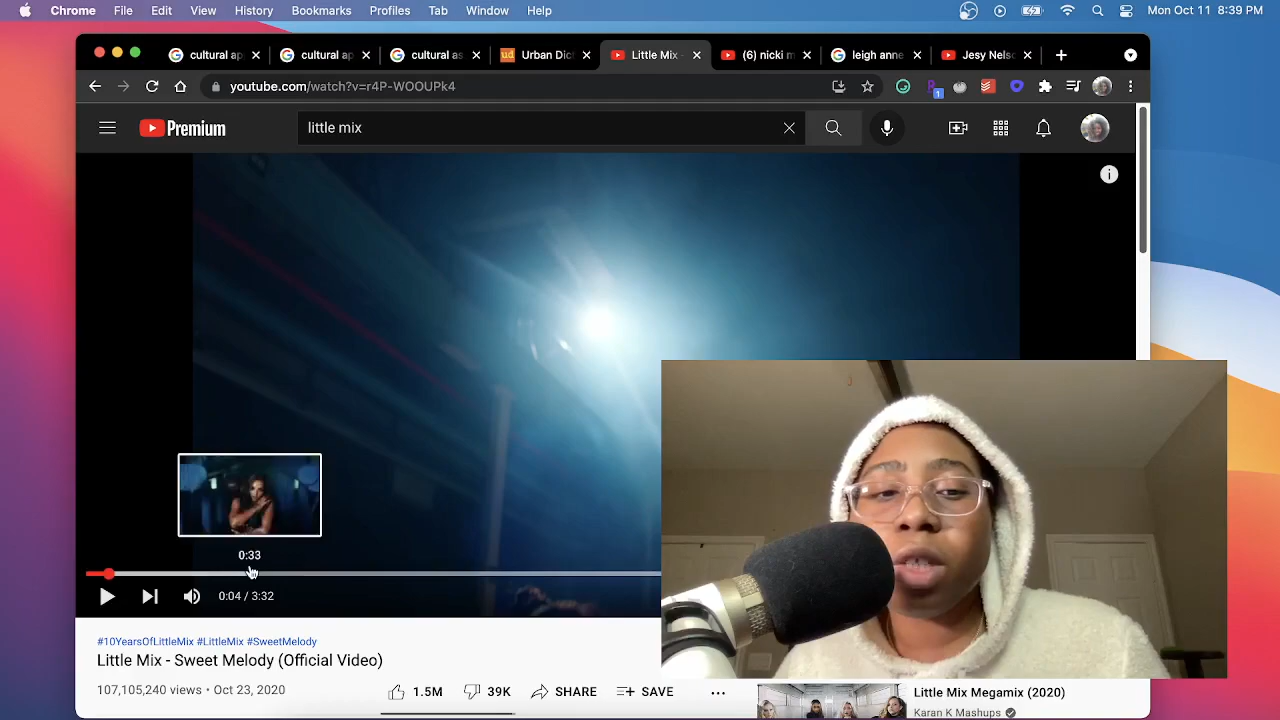 Chrome File Edit View History Bookmarks Profiles Tab Window Help Mon Oct 11 8:39 PM
cultural ap cultural ap cultural as Urban Dic Little Mix - (6) nicki m leigh anne Jesy Nels
youtube.com/watch?v=r4P-WOOUPk4
Premium little mix
0:33
0:04 / 3:32
#10YearsOfLittleMix #LittleMix #SweetMelody
Little Mix - Sweet Melody (Official Video)
107,105,240 views • Oct 23, 2020 1.5M 39K SHARE SAVE
Little Mix Megamix (2020)
Karan K Mashups